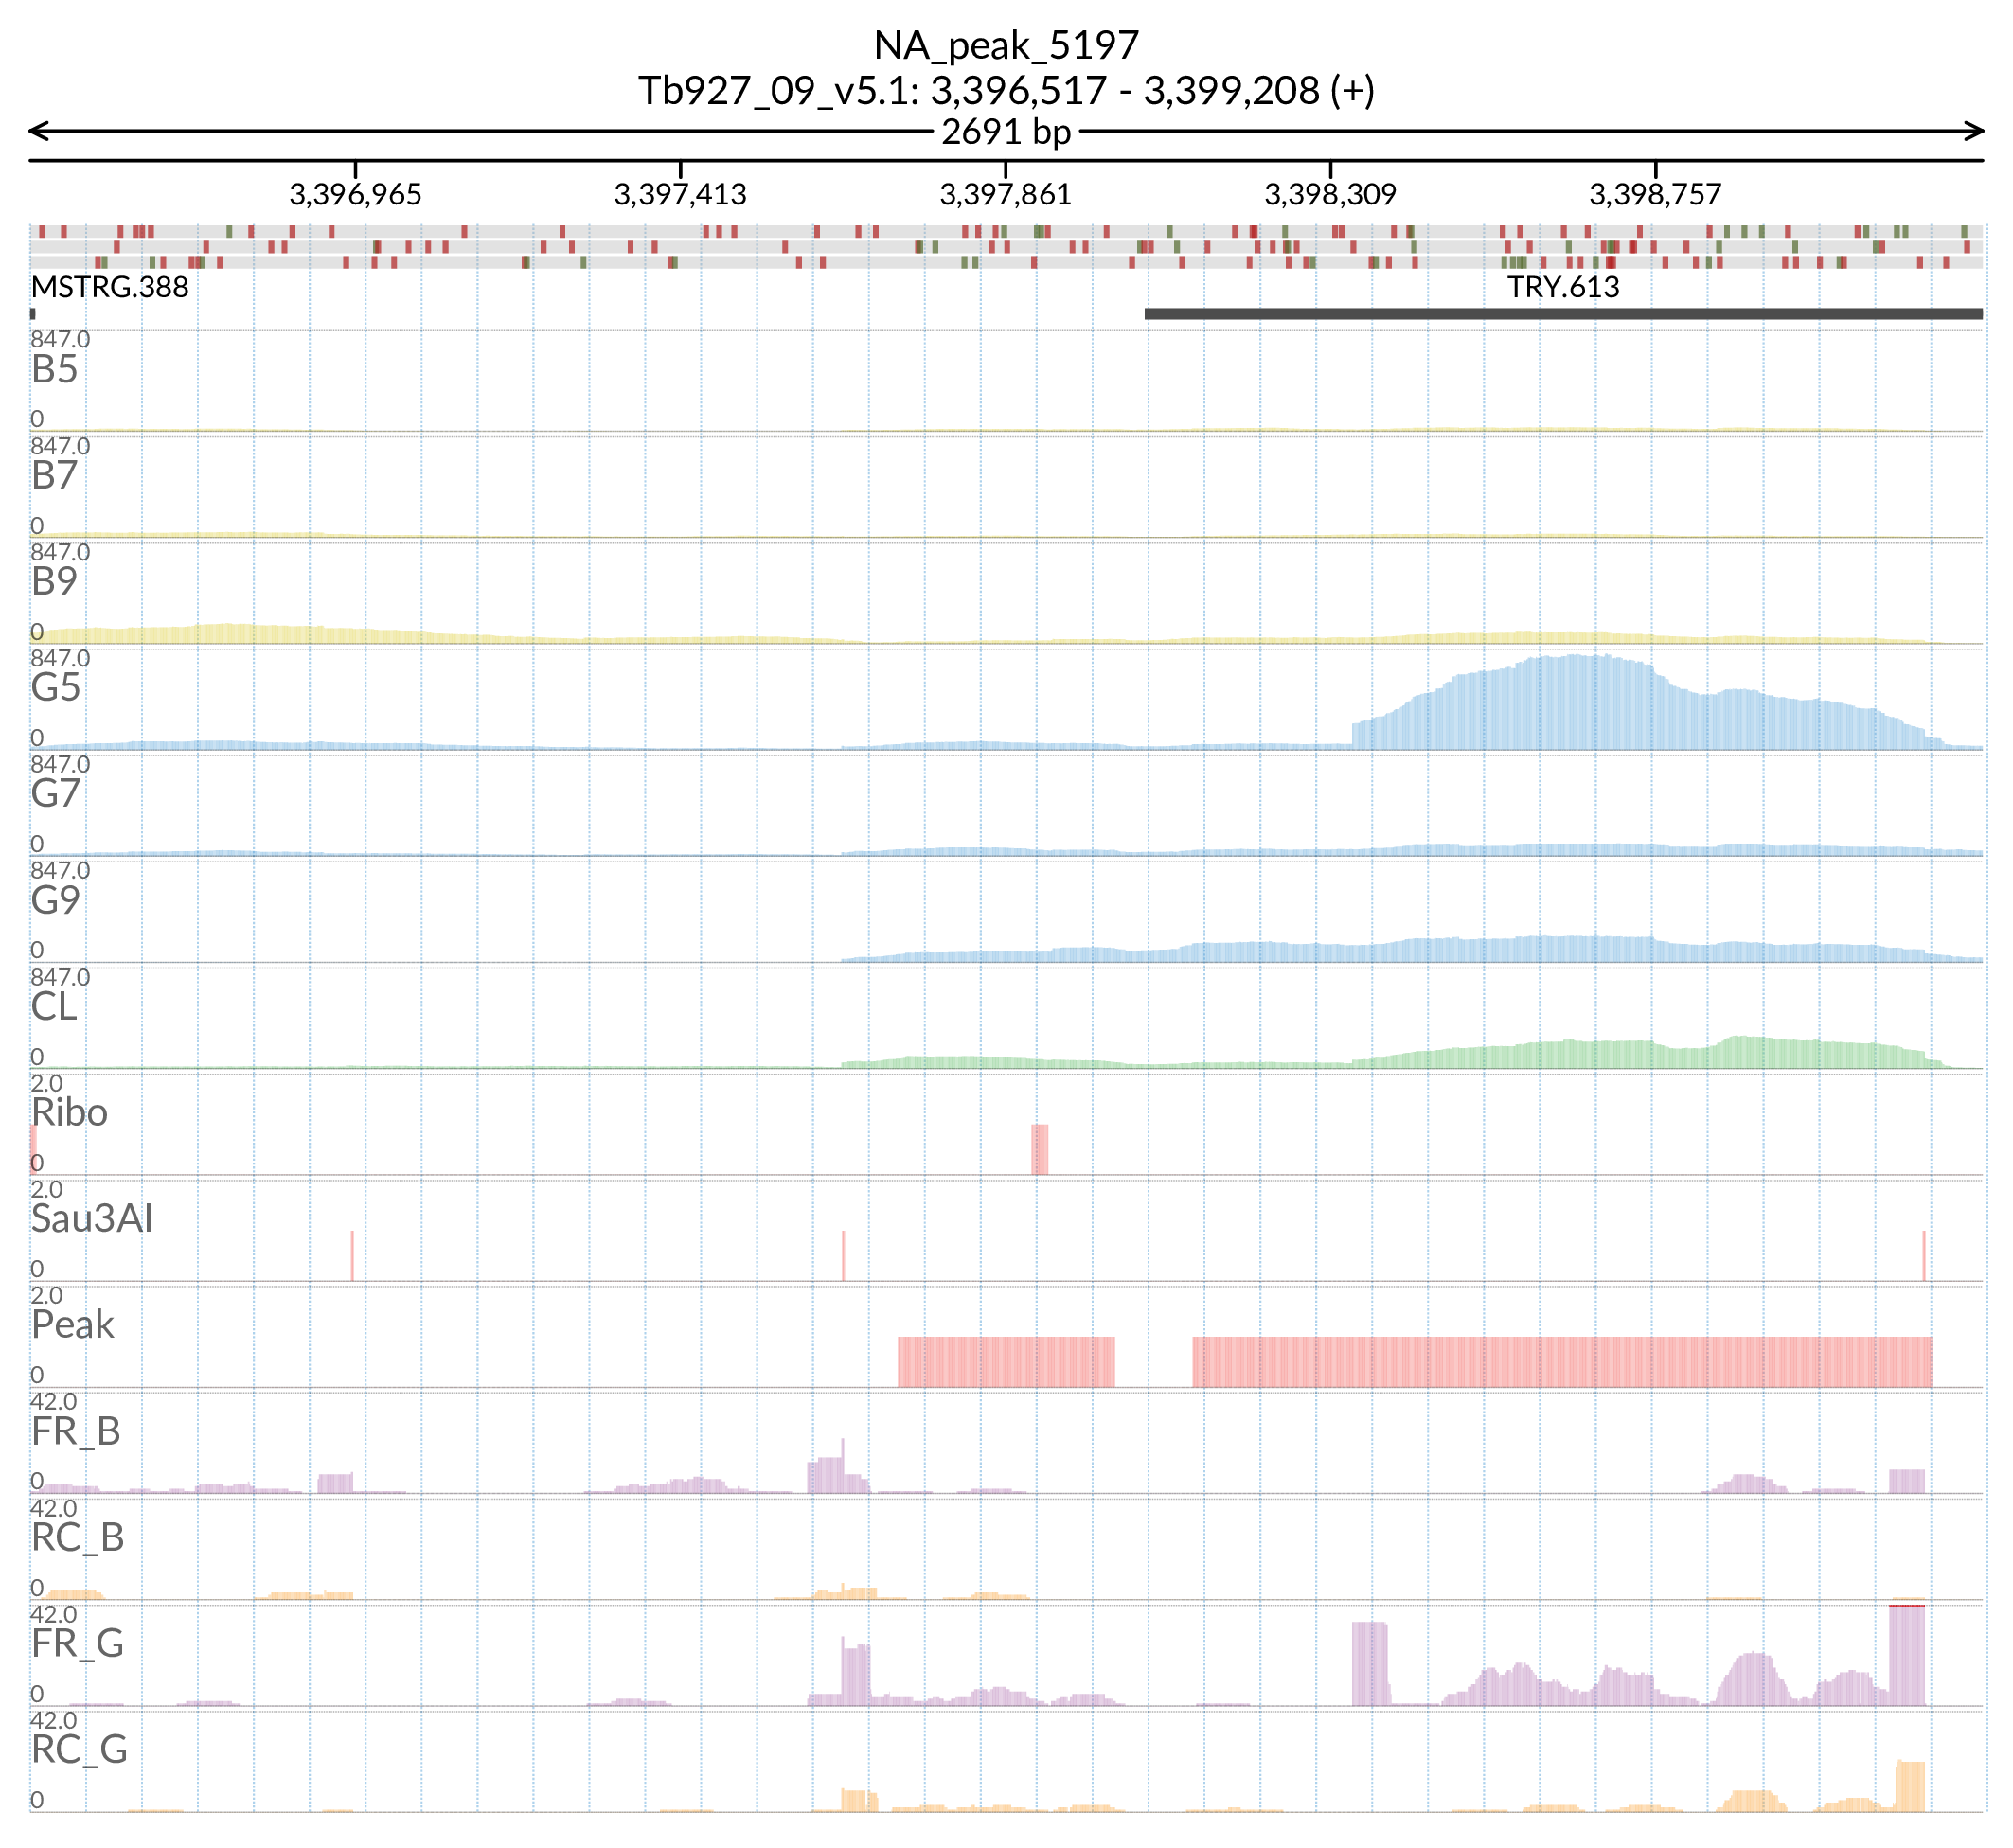 NA_peak_5197
Tb927_09_v5.1: 3,396,517 - 3,399,208 (+)
2691 bp
3,396,965 3,397,413 3,397,861 3,398,309 3,398,757
MSTRG.388 TRY.613
847.0
B5
0
847.0
B7
0
847.0
B9
0
847.0
G5
0
847.0
G7
0
847.0
G9
0
847.0
CL
0
2.0
Ribo
0
2.0
Sau3AI
0
2.0
Peak
0
42.0
FR_B
0
42.0
RC_B
0
42.0
FR_G
0
42.0
RC_G
0